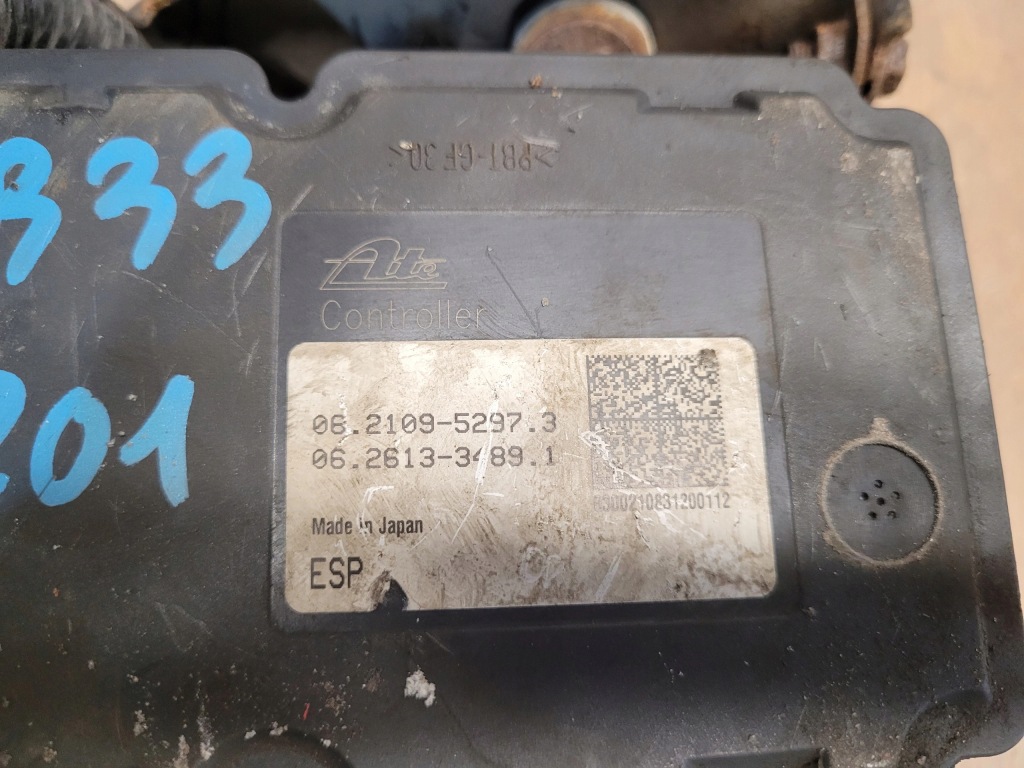 >PBT-GF30<
333
Ate
Controller
201
06.2109-5297.3
06.2613-3489.1
Made in Japan
ESP